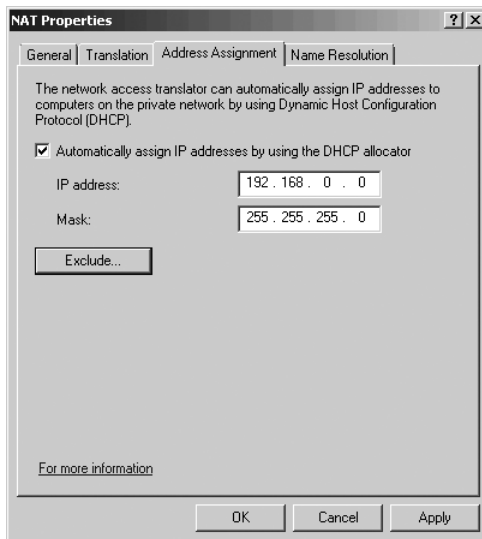 NAT Properties
? X
General Translation Address Assignment Name Resolution
The network access translator can automatically assign IP addresses to
computers on the private network by using Dynamic Host Configuration
Protocol (DHCP).
Automatically assign IP addresses by using the DHCP allocator
IP address: 192 . 168 . 0 . 0
Mask: 255 . 255 . 255 . 0
Exclude...
For more information
OK Cancel Apply